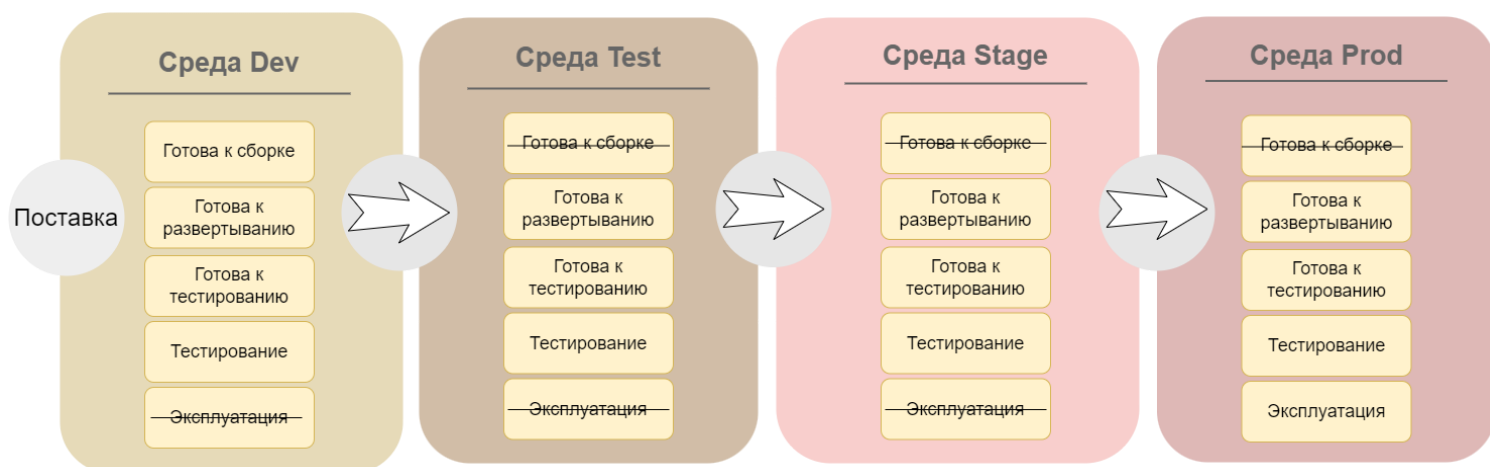 Поставка
Среда Dev
Готова к сборке
Готова к
развертыванию
Готова к
тестированию
Тестирование
Эксплуатация
Среда Test
Готова к сборке
Готова к
развертыванию
Готова к
тестированию
Тестирование
Эксплуатация
Среда Stage
Готова к сборке
Готова к
развертыванию
Готова к
тестированию
Тестирование
Эксплуатация
Среда Prod
Готова к сборке
Готова к
развертыванию
Готова к
тестированию
Тестирование
Эксплуатация